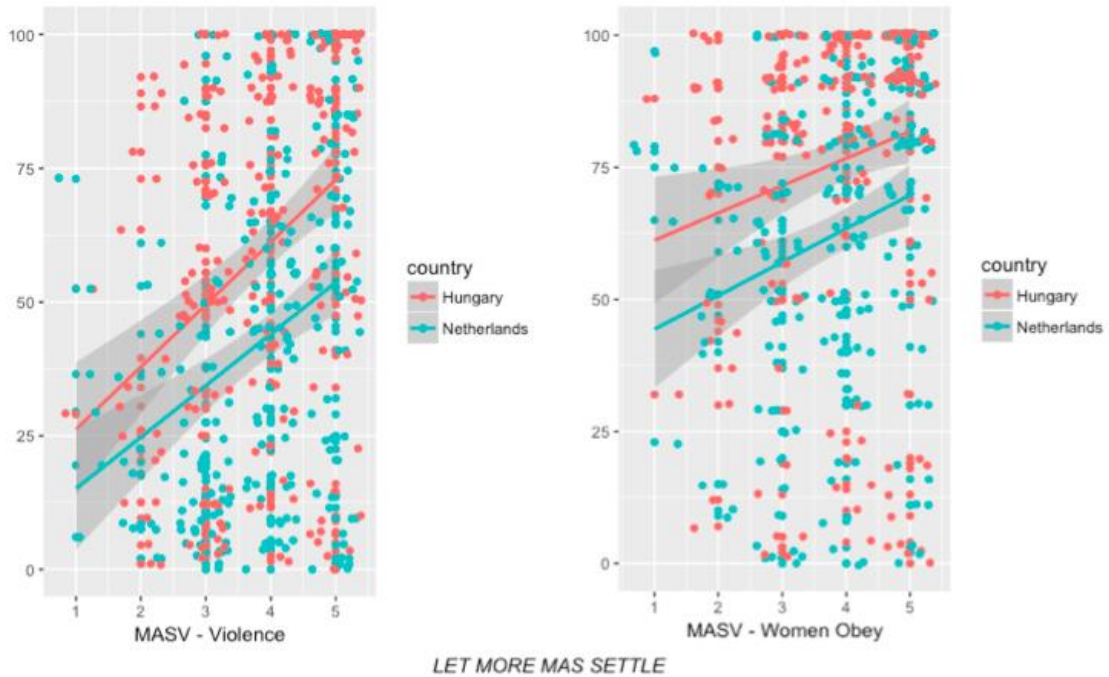 100
75
50
25
0
1 2 3 4 5
MASV - Violence
country
Hungary
Netherlands
100
75
50
25
0
1 2 3 4 5
MASV - Women Obey
country
Hungary
Netherlands
LET MORE MAS SETTLE